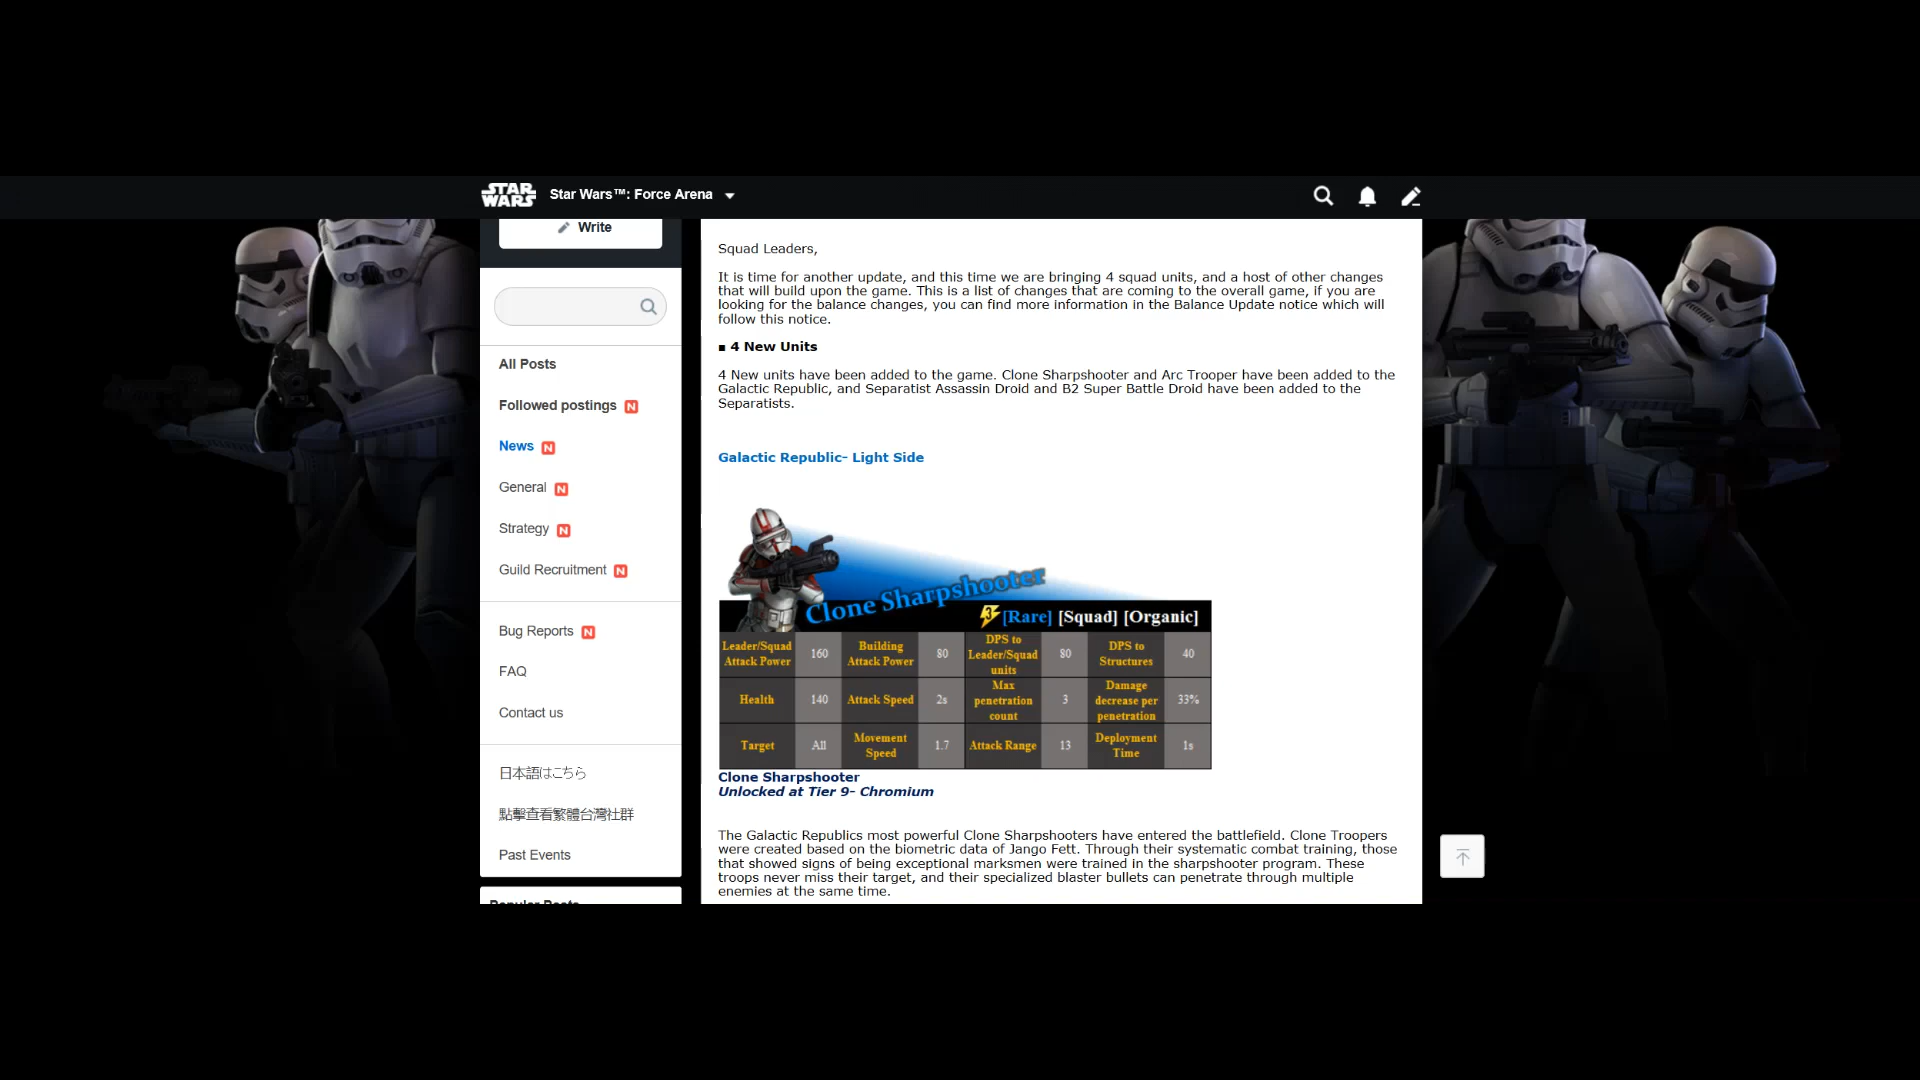 STAR WARS
Star Wars™: Force Arena
Write
All Posts
Followed postings N
News N
General N
Strategy N
Guild Recruitment N
Bug Reports N
FAQ
Contact us
日本語はこちら
點擊查看繁體台灣社群
Past Events
Popular Posts
Squad Leaders,
It is time for another update, and this time we are bringing 4 squad units, and a host of other changes
that will build upon the game. This is a list of changes that are coming to the overall game, if you are
looking for the balance changes, you can find more information in the Balance Update notice which will
follow this notice.
■ 4 New Units
4 New units have been added to the game. Clone Sharpshooter and Arc Trooper have been added to the
Galactic Republic, and Separatist Assassin Droid and B2 Super Battle Droid have been added to the
Separatists.
Galactic Republic- Light Side
Clone Sharpshooter
3 [Rare] [Squad] [Organic]
Leader/Squad Attack Power 160 Building Attack Power 80 DPS to Leader/Squad units 80 DPS to Structures 40
Health 140 Attack Speed 2s Max penetration count 3 Damage decrease per penetration 33%
Target All Movement Speed 1.7 Attack Range 13 Deployment Time 1s
Clone Sharpshooter
Unlocked at Tier 9- Chromium
The Galactic Republics most powerful Clone Sharpshooters have entered the battlefield. Clone Troopers
were created based on the biometric data of Jango Fett. Through their systematic combat training, those
that showed signs of being exceptional marksmen were trained in the sharpshooter program. These
troops never miss their target, and their specialized blaster bullets can penetrate through multiple
enemies at the same time.